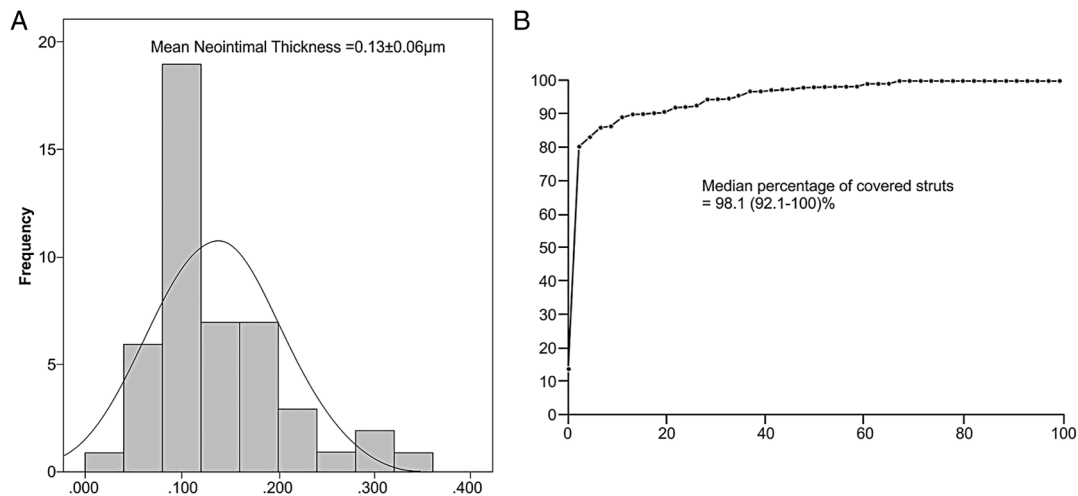 A
Mean Neointimal Thickness =0.13±0.06µm
20
15
10
5
0
Frequency
.000 .100 .200 .300 .400
B
100
90
80
70
60
50
40
30
20
10
0
Median percentage of covered struts
= 98.1 (92.1-100)%
0 20 40 60 80 100